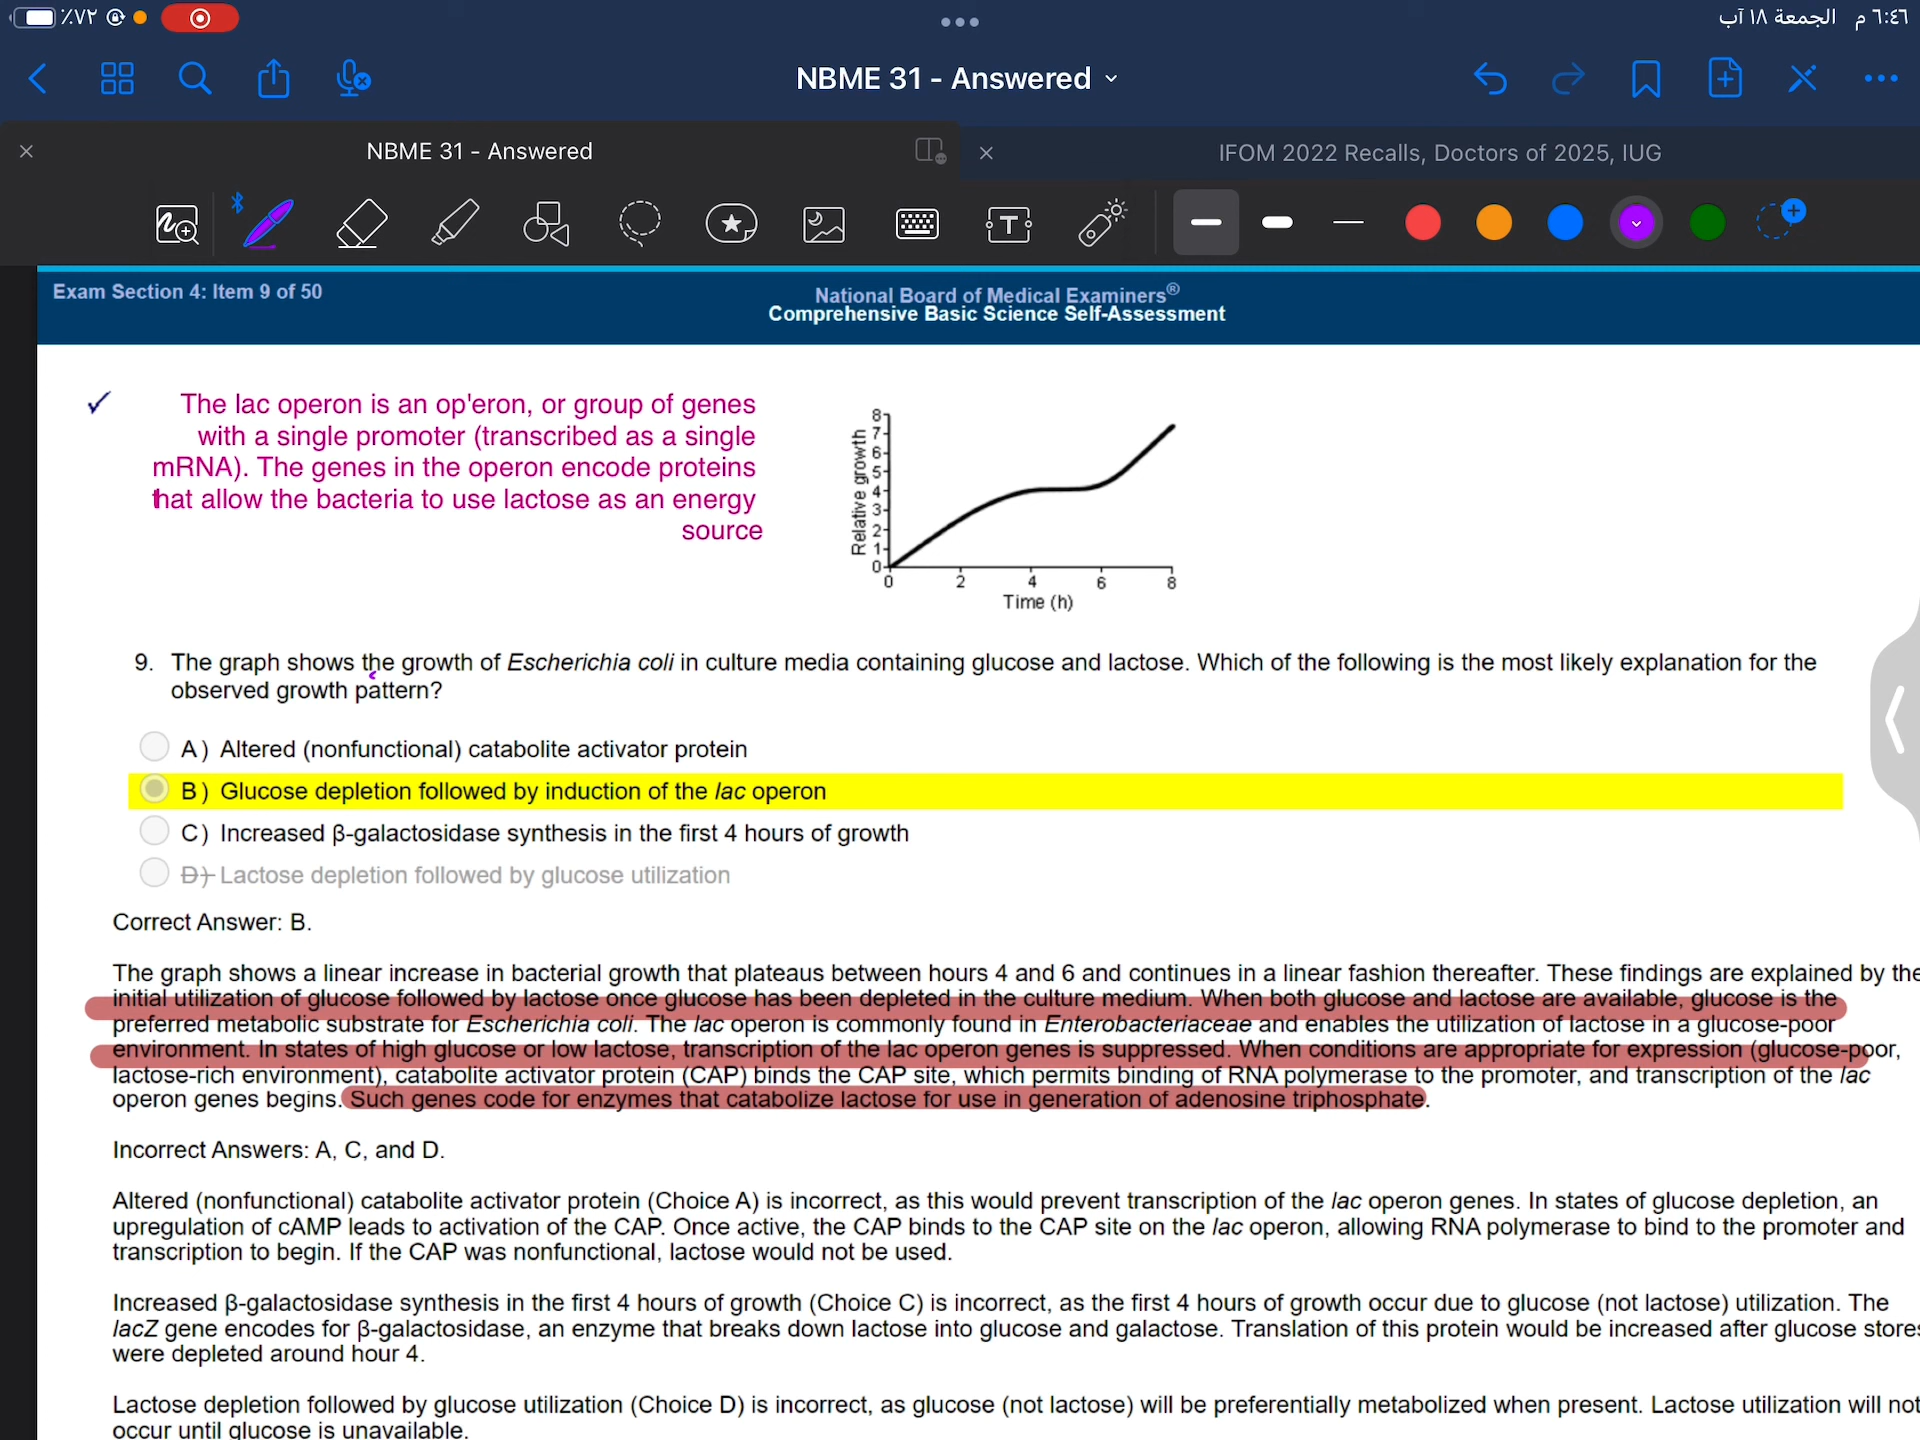 ٪٧٢
٦:٤٦ م الجمعة ١٨ آب
NBME 31 - Answered
NBME 31 - Answered
IFOM 2022 Recalls, Doctors of 2025, IUG
Exam Section 4: Item 9 of 50
National Board of Medical Examiners®
Comprehensive Basic Science Self-Assessment
The lac operon is an op'eron, or group of genes
with a single promoter (transcribed as a single
mRNA). The genes in the operon encode proteins
that allow the bacteria to use lactose as an energy
source
Relative growth
8
7
6
5
4
3
2
1
0
0 2 4 6 8
Time (h)
9. The graph shows the growth of Escherichia coli in culture media containing glucose and lactose. Which of the following is the most likely explanation for the
observed growth pattern?
A) Altered (nonfunctional) catabolite activator protein
B) Glucose depletion followed by induction of the lac operon
C) Increased β-galactosidase synthesis in the first 4 hours of growth
D) Lactose depletion followed by glucose utilization
Correct Answer: B.
The graph shows a linear increase in bacterial growth that plateaus between hours 4 and 6 and continues in a linear fashion thereafter. These findings are explained by the
initial utilization of glucose followed by lactose once glucose has been depleted in the culture medium. When both glucose and lactose are available, glucose is the
preferred metabolic substrate for Escherichia coli. The lac operon is commonly found in Enterobacteriaceae and enables the utilization of lactose in a glucose-poor
environment. In states of high glucose or low lactose, transcription of the lac operon genes is suppressed. When conditions are appropriate for expression (glucose-poor,
lactose-rich environment), catabolite activator protein (CAP) binds the CAP site, which permits binding of RNA polymerase to the promoter, and transcription of the lac
operon genes begins. Such genes code for enzymes that catabolize lactose for use in generation of adenosine triphosphate.
Incorrect Answers: A, C, and D.
Altered (nonfunctional) catabolite activator protein (Choice A) is incorrect, as this would prevent transcription of the lac operon genes. In states of glucose depletion, an
upregulation of cAMP leads to activation of the CAP. Once active, the CAP binds to the CAP site on the lac operon, allowing RNA polymerase to bind to the promoter and
transcription to begin. If the CAP was nonfunctional, lactose would not be used.
Increased β-galactosidase synthesis in the first 4 hours of growth (Choice C) is incorrect, as the first 4 hours of growth occur due to glucose (not lactose) utilization. The
lacZ gene encodes for β-galactosidase, an enzyme that breaks down lactose into glucose and galactose. Translation of this protein would be increased after glucose stores
were depleted around hour 4.
Lactose depletion followed by glucose utilization (Choice D) is incorrect, as glucose (not lactose) will be preferentially metabolized when present. Lactose utilization will not
occur until glucose is unavailable.